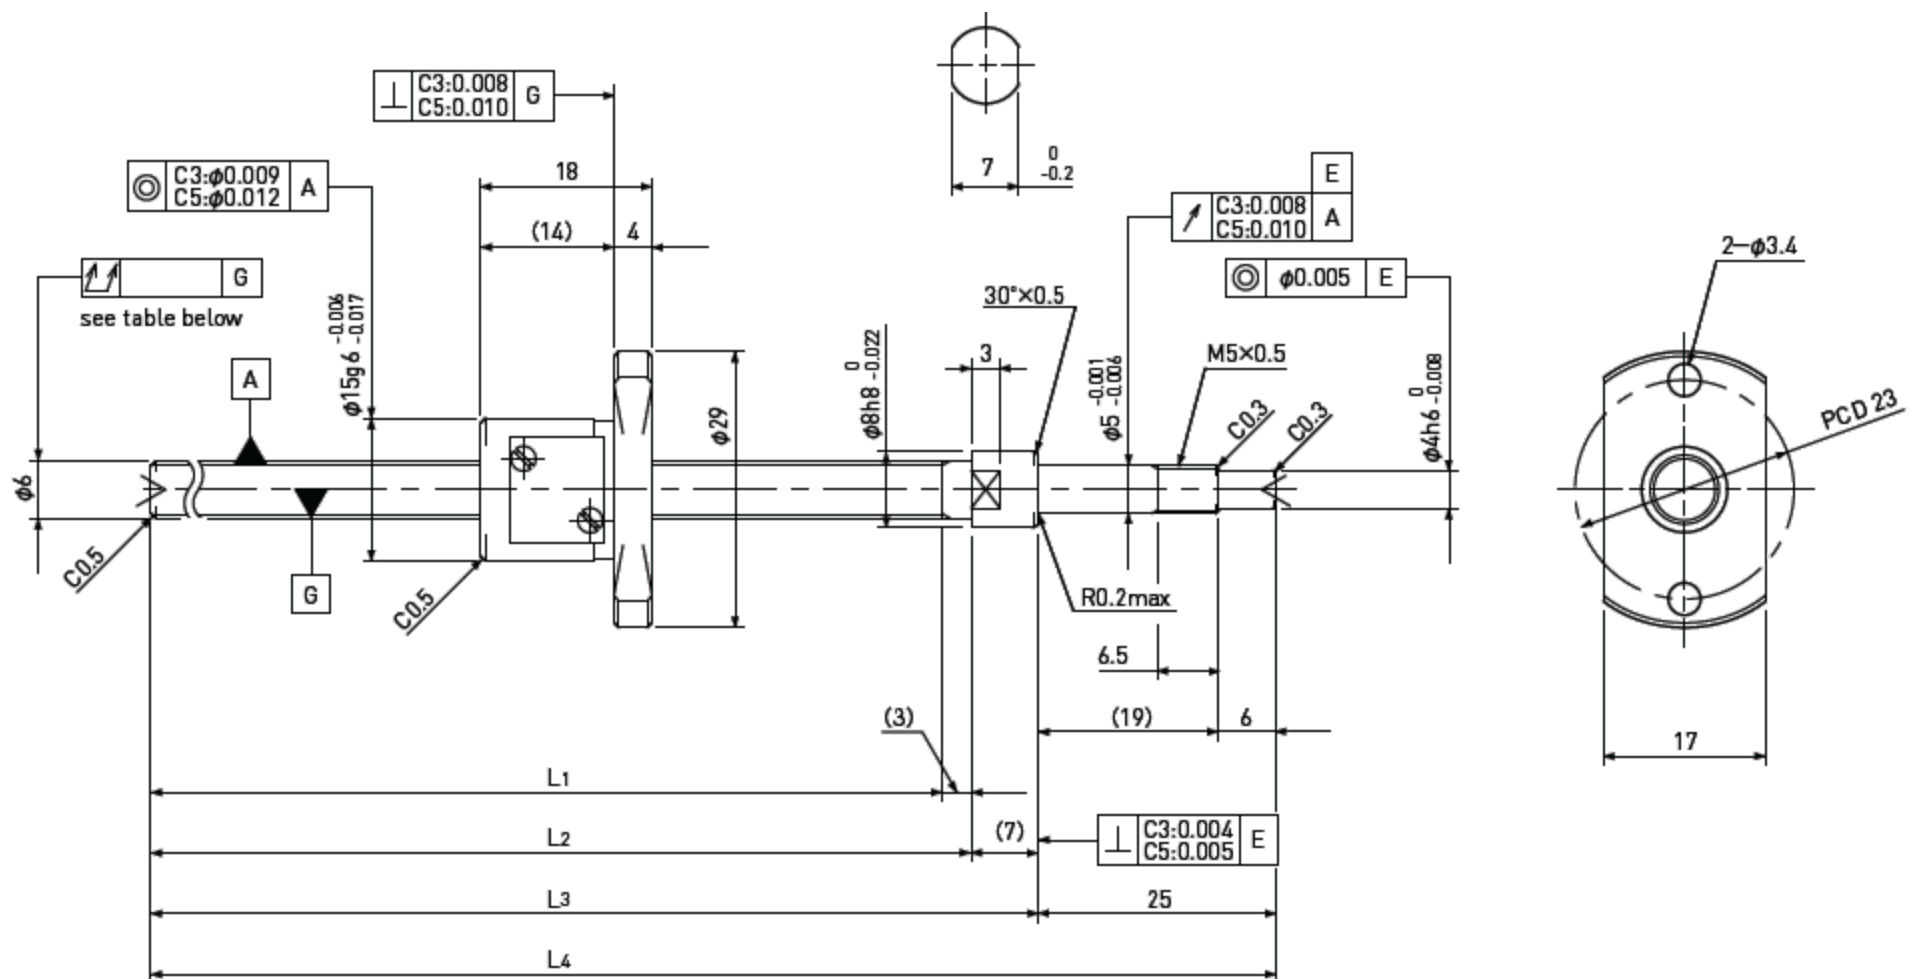 C3:0.008
C5:0.010
G
C3:ϕ0.009
C5:ϕ0.012
A
18
(14)
4
7
0
-0.2
E
C3:0.008
C5:0.010
A
2-ϕ3.4
G
see table below
ϕ0.005
E
30°×0.5
ϕ15g6
-0.006
-0.017
3
M5×0.5
ϕ8h8
0
-0.022
ϕ5
-0.001
-0.006
ϕ4h6
0
-0.008
A
C0.3
C0.3
PCD 23
ϕ29
ϕ6
C0.5
G
C0.5
R0.2max
6.5
(3)
(19)
6
17
L1
L2
(7)
C3:0.004
C5:0.005
E
L3
25
L4